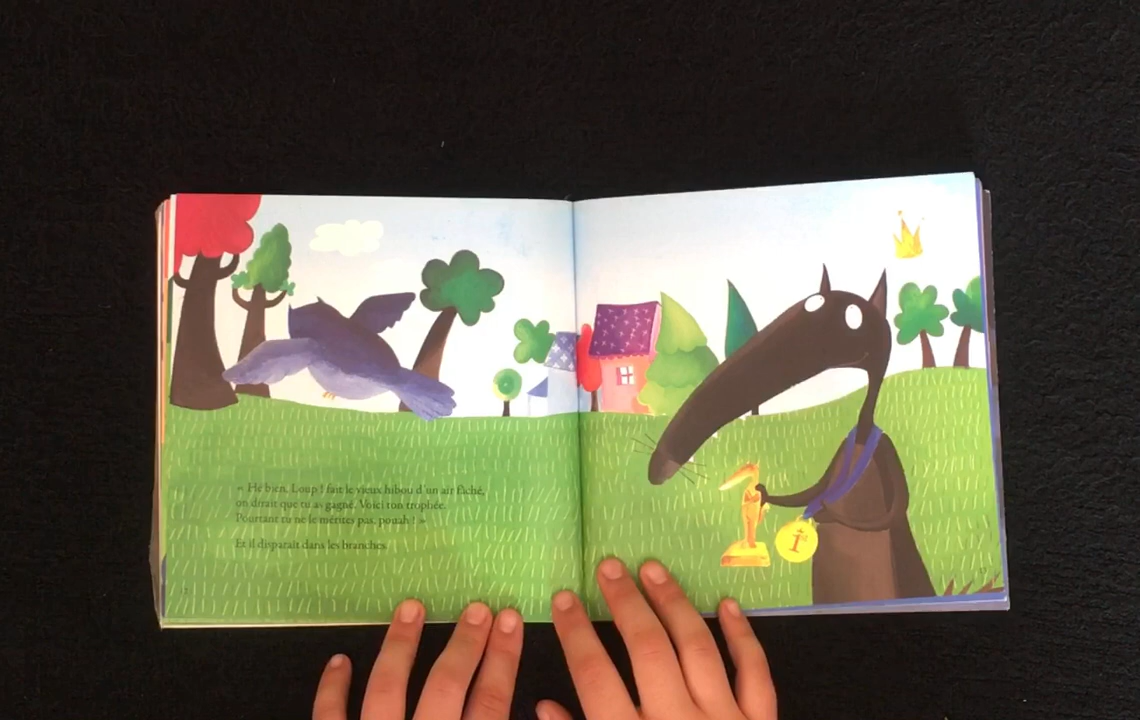 « Hé bien, Loup ! fait le vieux hibou d'un air fâché,
on dirait que tu as gagné. Voici ton trophée.
Pourtant tu ne le mérites pas, pouah ! »
Et il disparaît dans les branches.
1er